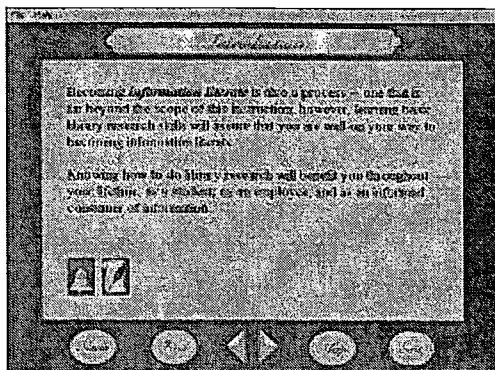 Introduction
Becoming Information Literate is also a process – one that is
far beyond the scope of this instruction, however, learning basic
library research skills will assure that you are well on your way to
becoming information literate.
Knowing how to do library research will benefit you throughout
your lifetime, as a student, as an employee, and as an informed
consumer of information.